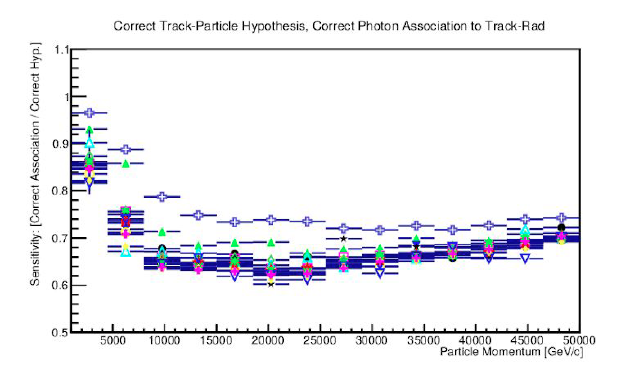 Correct Track-Particle Hypothesis, Correct Photon Association to Track-Rad
Sensitivity: [Correct Association / Correct Hyp.]
1.1
1
0.9
0.8
0.7
0.6
0.5
5000 10000 15000 20000 25000 30000 35000 40000 45000 50000
Particle Momentum [GeV/c]